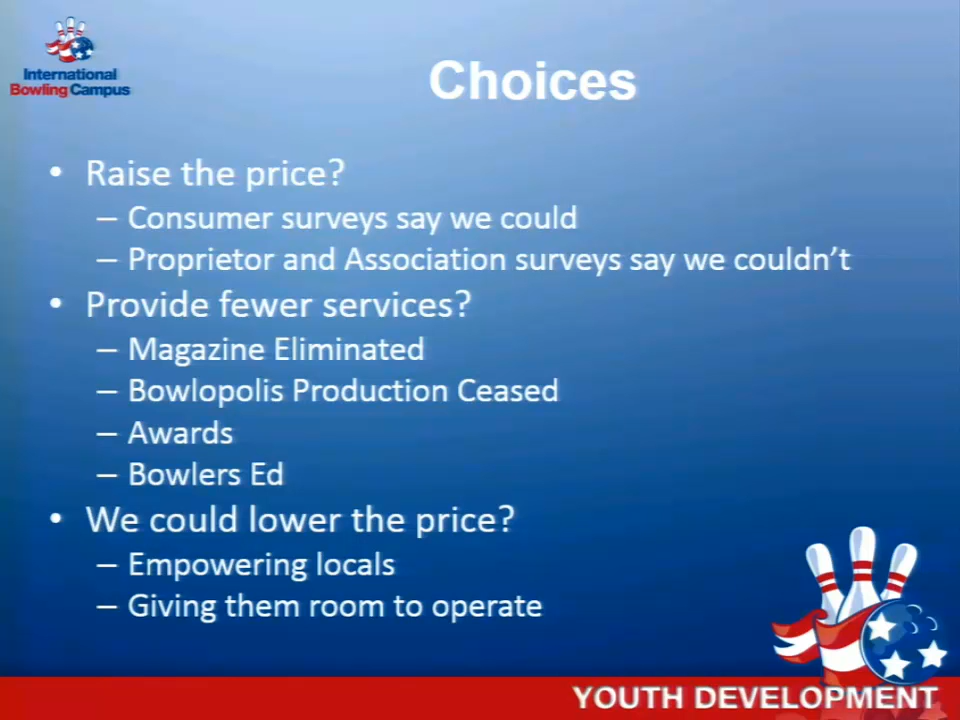 International
Bowling Campus
Choices
• Raise the price?
– Consumer surveys say we could
– Proprietor and Association surveys say we couldn't
• Provide fewer services?
– Magazine Eliminated
– Bowlopolis Production Ceased
– Awards
– Bowlers Ed
• We could lower the price?
– Empowering locals
– Giving them room to operate
YOUTH DEVELOPMENT